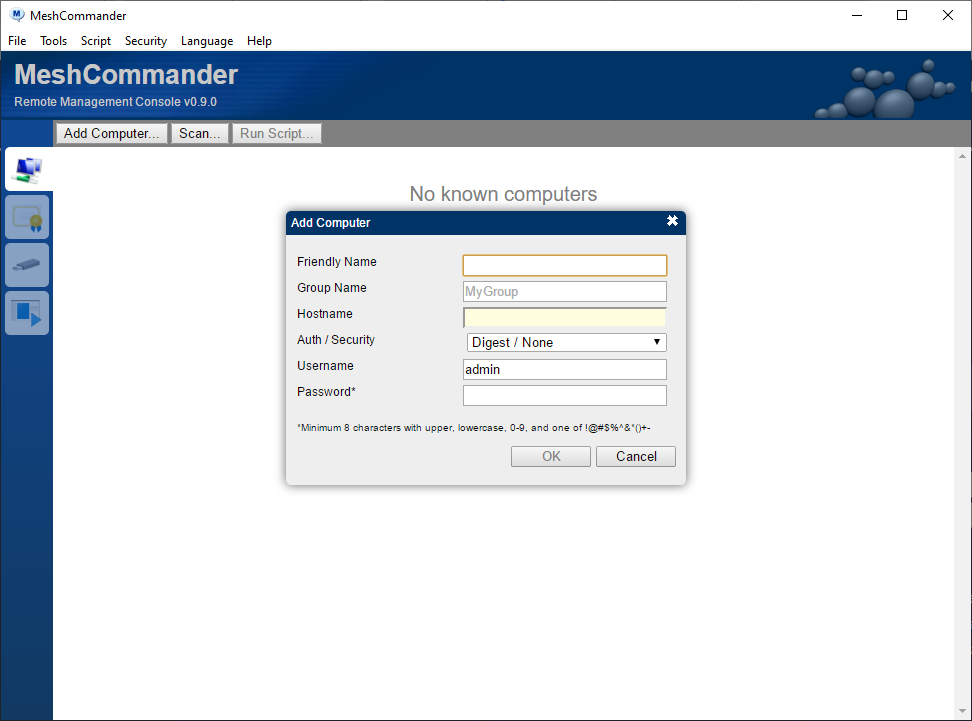 MeshCommander
File Tools Script Security Language Help
MeshCommander
Remote Management Console v0.9.0
Add Computer... Scan... Run Script...
No known computers
Add Computer
Friendly Name
Group Name MyGroup
Hostname
Auth / Security Digest / None
Username admin
Password*
*Minimum 8 characters with upper, lowercase, 0-9, and one of !@#$%^&*()+-
OK Cancel